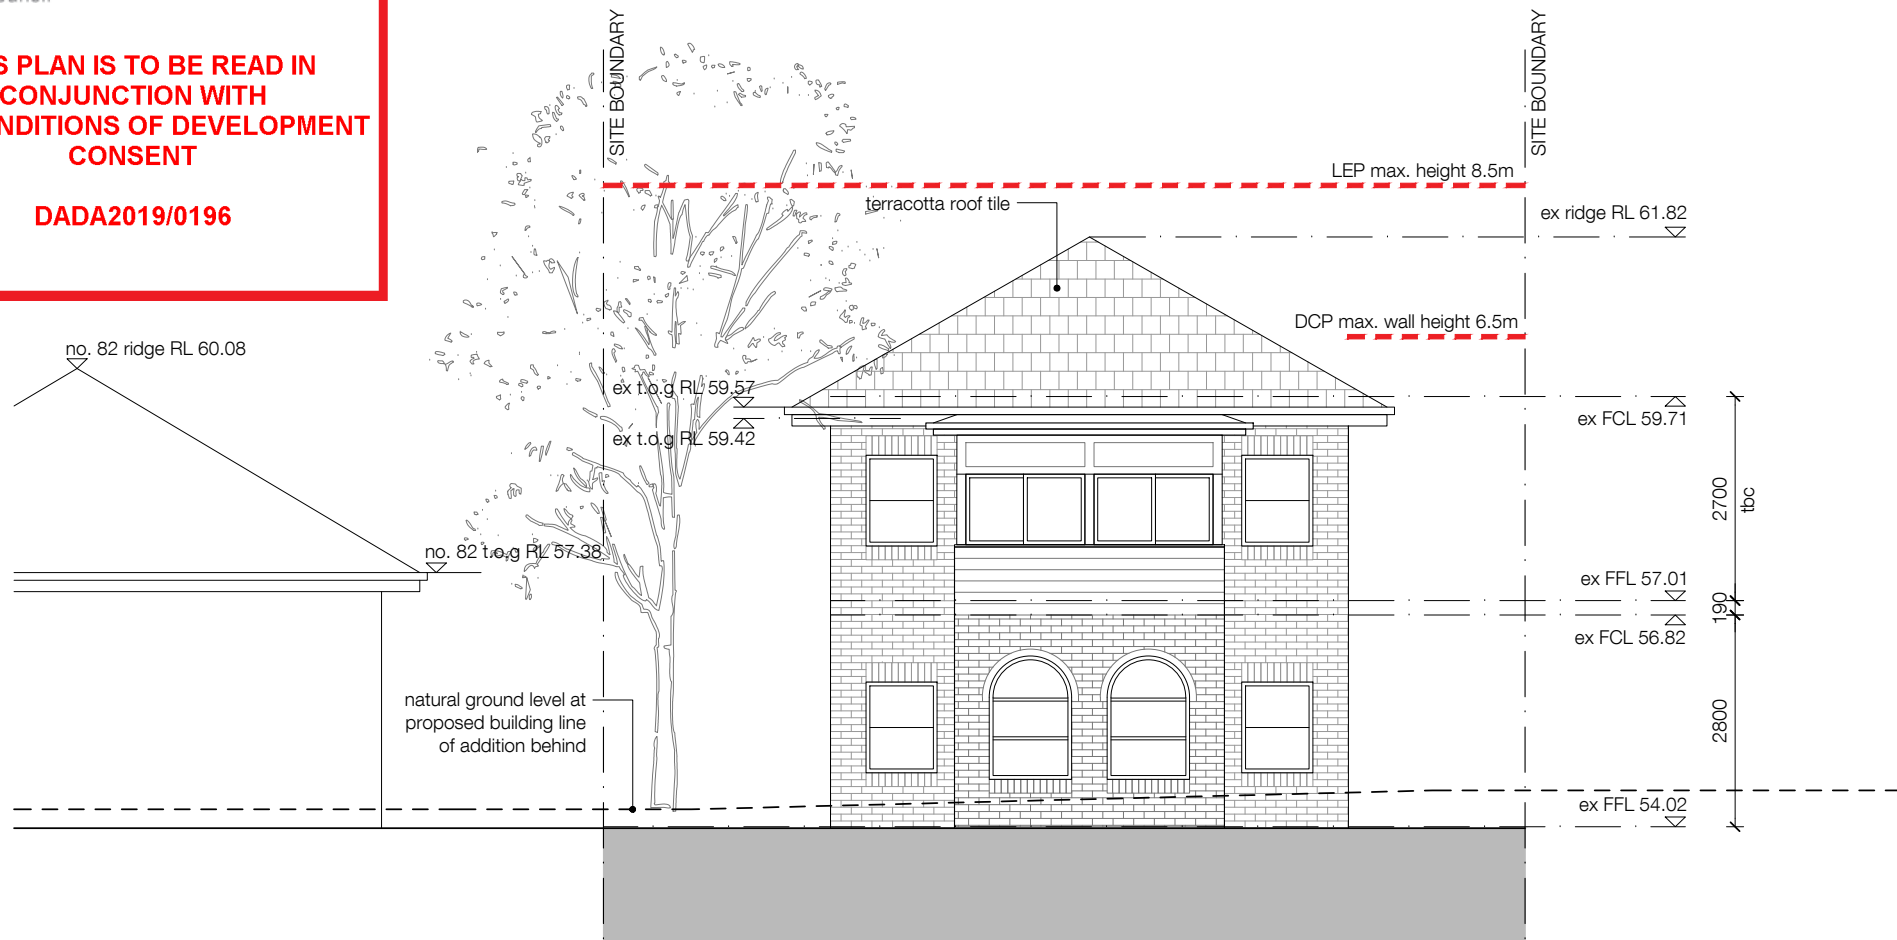 S PLAN IS TO BE READ IN
CONJUNCTION WITH
NDITIONS OF DEVELOPMENT
CONSENT
DADA2019/0196
SITE BOUNDARY
SITE BOUNDARY
LEP max. height 8.5m
terracotta roof tile
ex ridge RL 61.82
DCP max. wall height 6.5m
no. 82 ridge RL 60.08
ex t.o.g RL 59.57
ex t.o.g RL 59.42
ex FCL 59.71
2700
tbc
no. 82 t.o.g RL 57.38
ex FFL 57.01
190
ex FCL 56.82
natural ground level at
proposed building line
of addition behind
2800
ex FFL 54.02